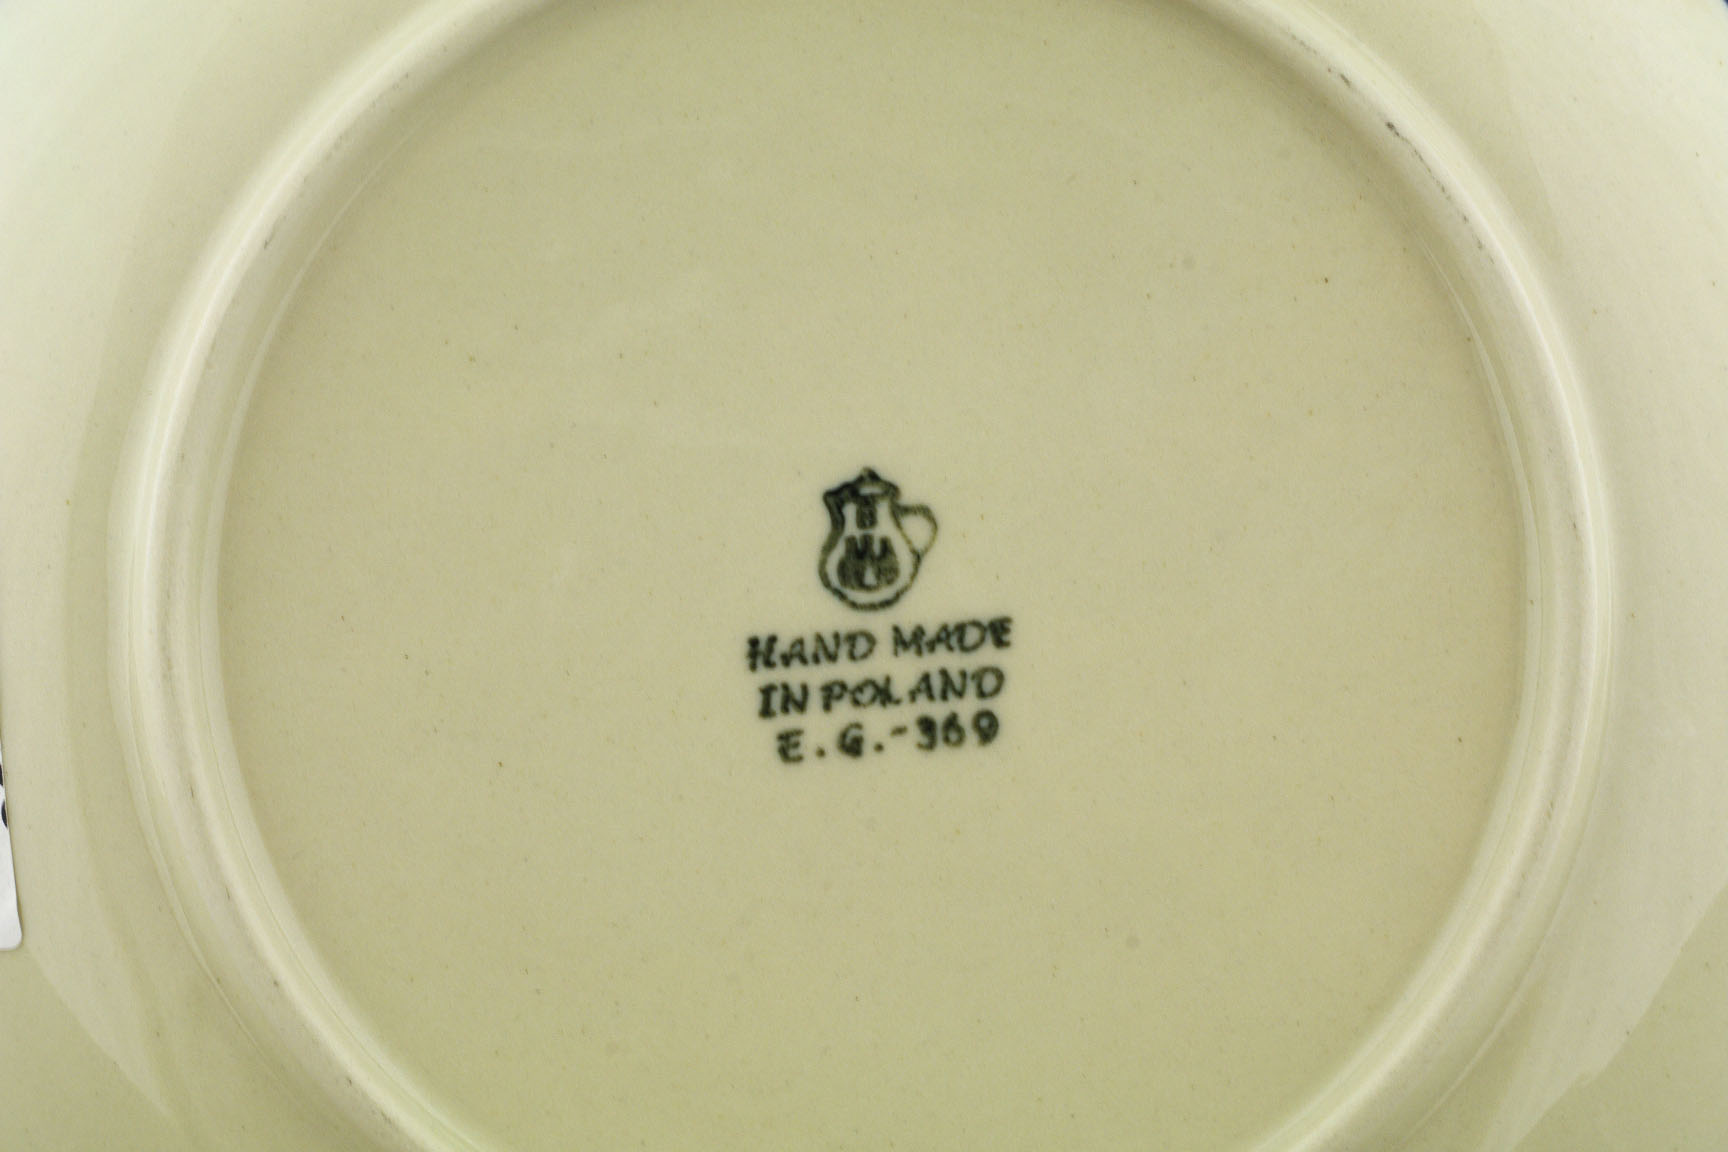 HAND MADE
IN POLAND
E.G.-369